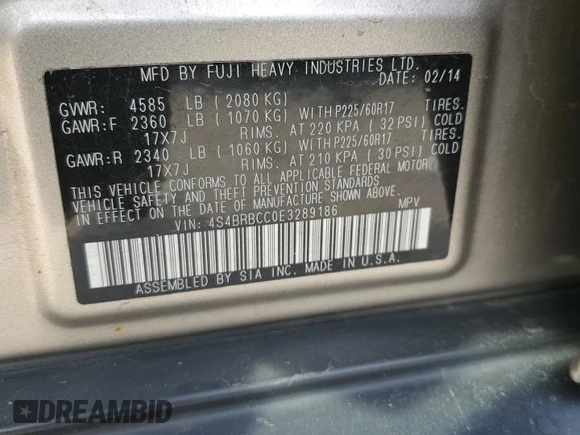 MFD BY FUJI HEAVY INDUSTRIES LTD.
DATE: 02/14
GVWR: 4585 LB ( 2080 KG)
GAWR:F 2360 LB ( 1070 KG) WITH P225/60R17 TIRES.
17X7J RIMS. AT 220 KPA ( 32 PSI) COLD
GAWR:R 2340 LB ( 1060 KG) WITH P225/60R17 TIRES.
17X7J RIMS. AT 210 KPA ( 30 PSI) COLD
THIS VEHICLE CONFORMS TO ALL APPLICABLE FEDERAL MOTOR
VEHICLE SAFETY AND THEFT PREVENTION STANDARDS
IN EFFECT ON THE DATE OF MANUFACTURE SHOWN ABOVE.
VIN: 4S4BRBCC0E3289186 MPV
ASSEMBLED BY SIA INC. MADE IN U.S.A.
DREAMBID